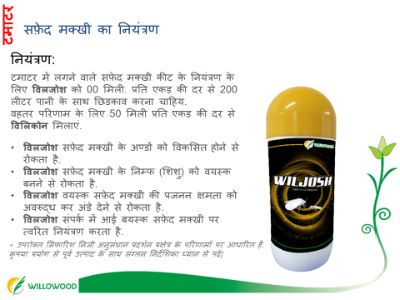 टमाटर
सफ़ेद मक्खी का नियंत्रण
नियंत्रण:
टमाटर में लगने वाले सफ़ेद मक्खी कीट के नियंत्रण के
लिए विलजोश को 00 मिली. प्रति एकड़ की दर से 200
लीटर पानी के साथ छिडकाव करना चाहिय.
वहतर परिणाम के लिए 50 मिली प्रति एकड़ की दर से
विलिकोन मिलाएं.
• विलजोश सफ़ेद मक्खी के अण्डों को विकसित होने से
रोकता है.
• विलजोश सफ़ेद मक्खी के निम्फ (शिशु) को वयस्क
बनने से रोकता है.
• विलजोश वयस्क सफ़ेद मक्खी की प्रजनन क्षमता को
अवरुद्ध कर अंडे देने से रोकता है.
• विलजोश संपर्क में आई बयस्क सफ़ेद मक्खी पर
त्वरित नियंत्रण करता है.
* उपरोक्त सिफारिश निजी अनुसंधान प्रदर्शन प्रक्षेत्र के परिणामों पर आधारित हैं.
कृपया प्रयोग से पूर्व उत्पाद के साथ संलग्न निर्देशिका ध्यान से पढ़ें|
WILLOWOOD
WILJOSH
WILLOWOOD